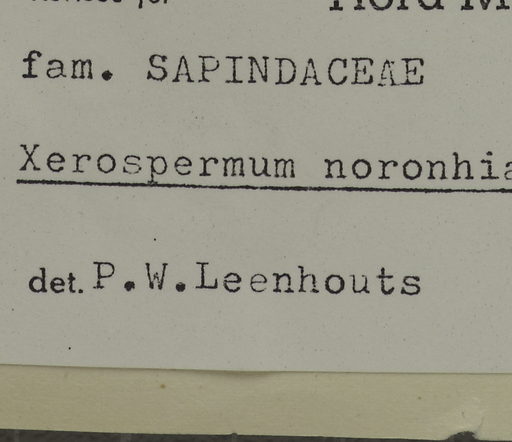 fam. SAPINDACEAE
Xerospermum noronhia
det. P.W.Leenhouts